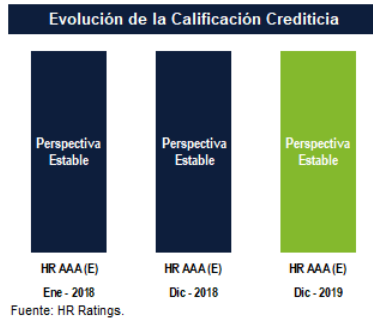 Evolución de la Calificación Crediticia
Perspectiva Estable
Perspectiva Estable
Perspectiva Estable
HR AAA (E)
HR AAA (E)
HR AAA (E)
Ene - 2018
Dic - 2018
Dic - 2019
Fuente: HR Ratings.